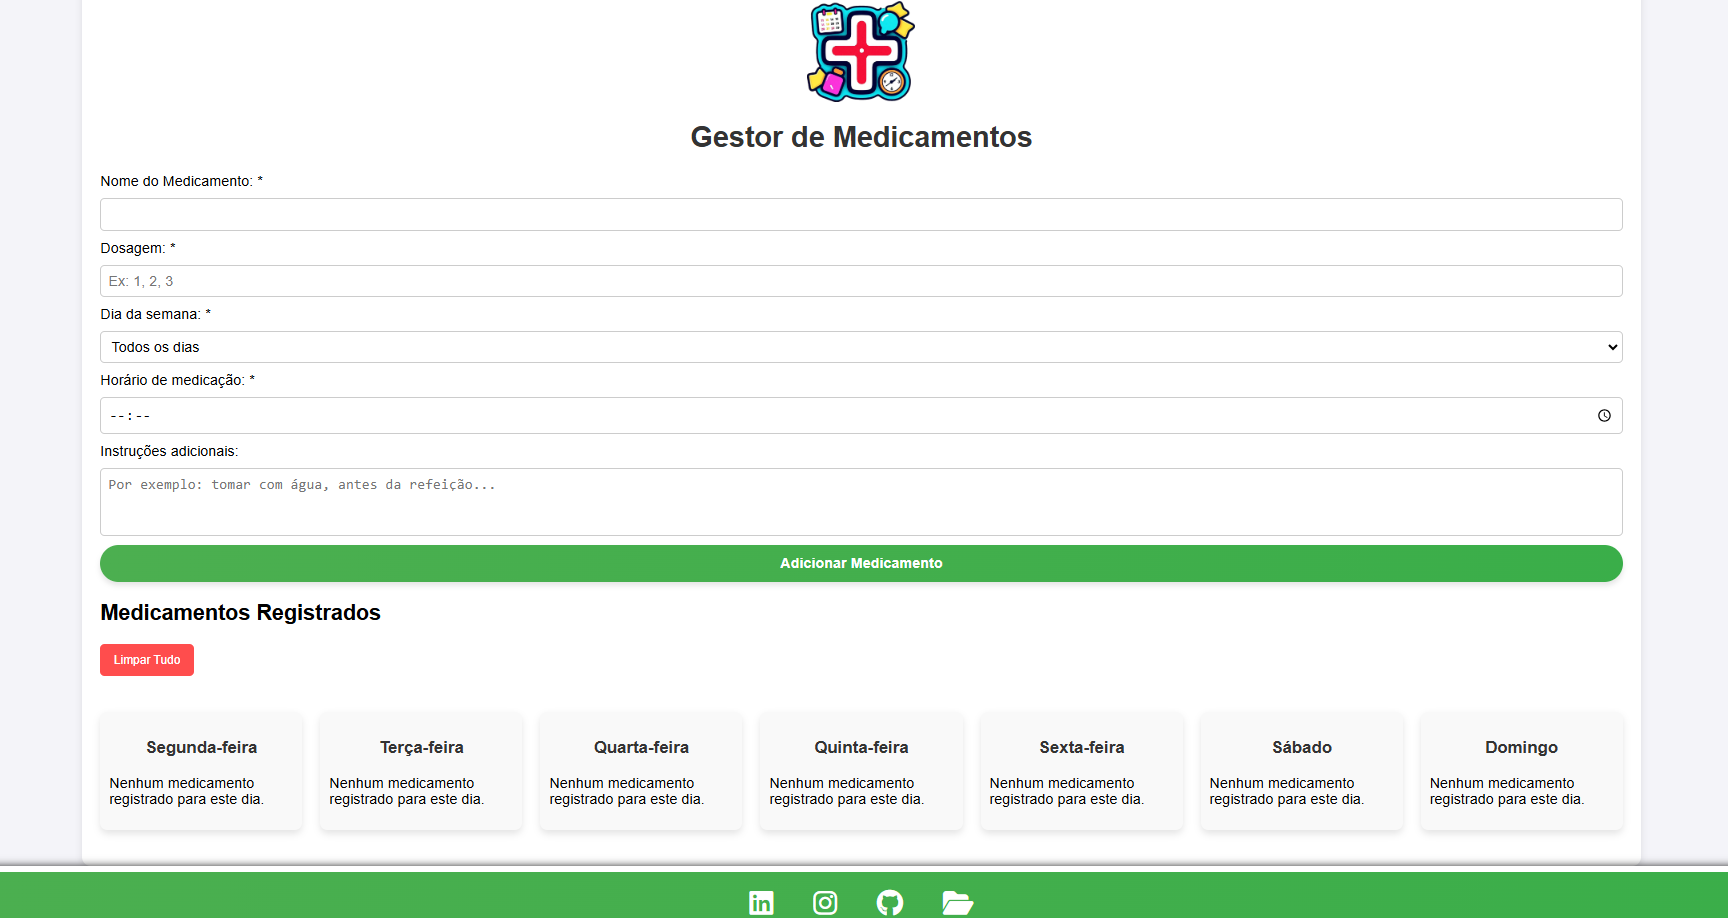 Gestor de Medicamentos
Nome do Medicamento: *
Dosagem: *
Ex: 1, 2, 3
Dia da semana: *
Todos os dias
Horário de medicação: *
--:--
Instruções adicionais:
Por exemplo: tomar com água, antes da refeição...
Adicionar Medicamento
Medicamentos Registrados
Limpar Tudo
Segunda-feira
Nenhum medicamento
registrado para este dia.
Terça-feira
Nenhum medicamento
registrado para este dia.
Quarta-feira
Nenhum medicamento
registrado para este dia.
Quinta-feira
Nenhum medicamento
registrado para este dia.
Sexta-feira
Nenhum medicamento
registrado para este dia.
Sábado
Nenhum medicamento
registrado para este dia.
Domingo
Nenhum medicamento
registrado para este dia.
in